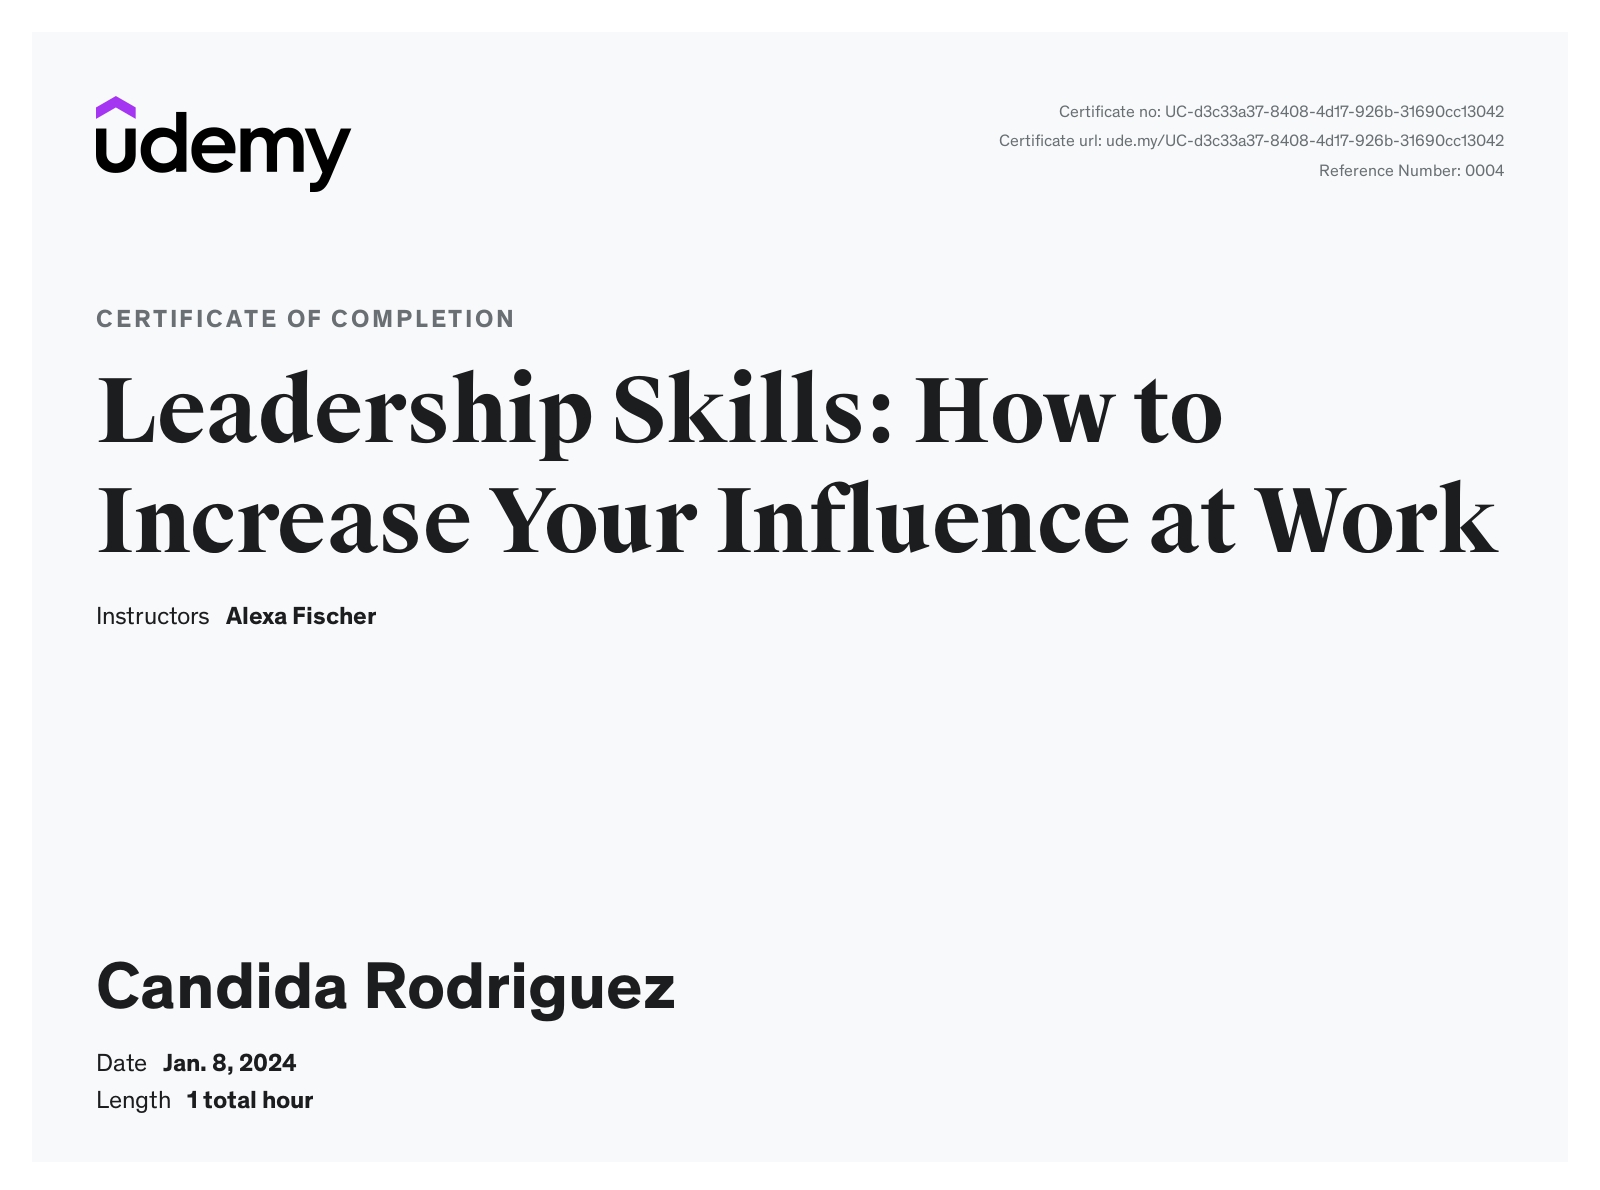 udemy
Certificate no: UC-d3c33a37-8408-4d17-926b-31690cc13042
Certificate url: ude.my/UC-d3c33a37-8408-4d17-926b-31690cc13042
Reference Number: 0004
CERTIFICATE OF COMPLETION
Leadership Skills: How to
Increase Your Influence at Work
Instructors Alexa Fischer
Candida Rodriguez
Date Jan. 8, 2024
Length 1 total hour